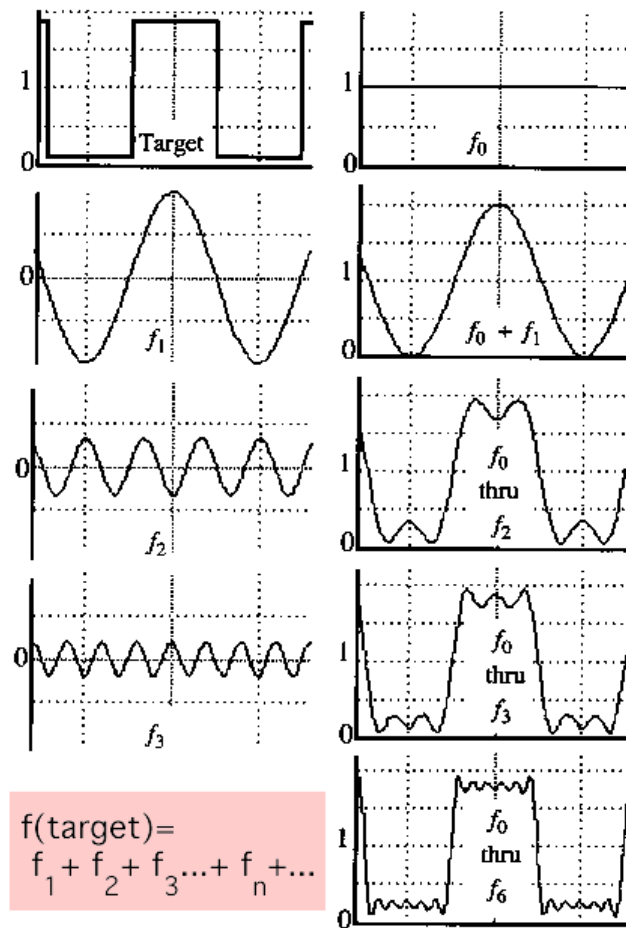 1
0
Target
1
0
f0
0
f1
1
0
f0 + f1
0
f2
1
0
f0
thru
f2
0
f3
1
0
f0
thru
f3
f(target)=
f1 + f2 + f3...+ fn+...
1
0
f0
thru
f6